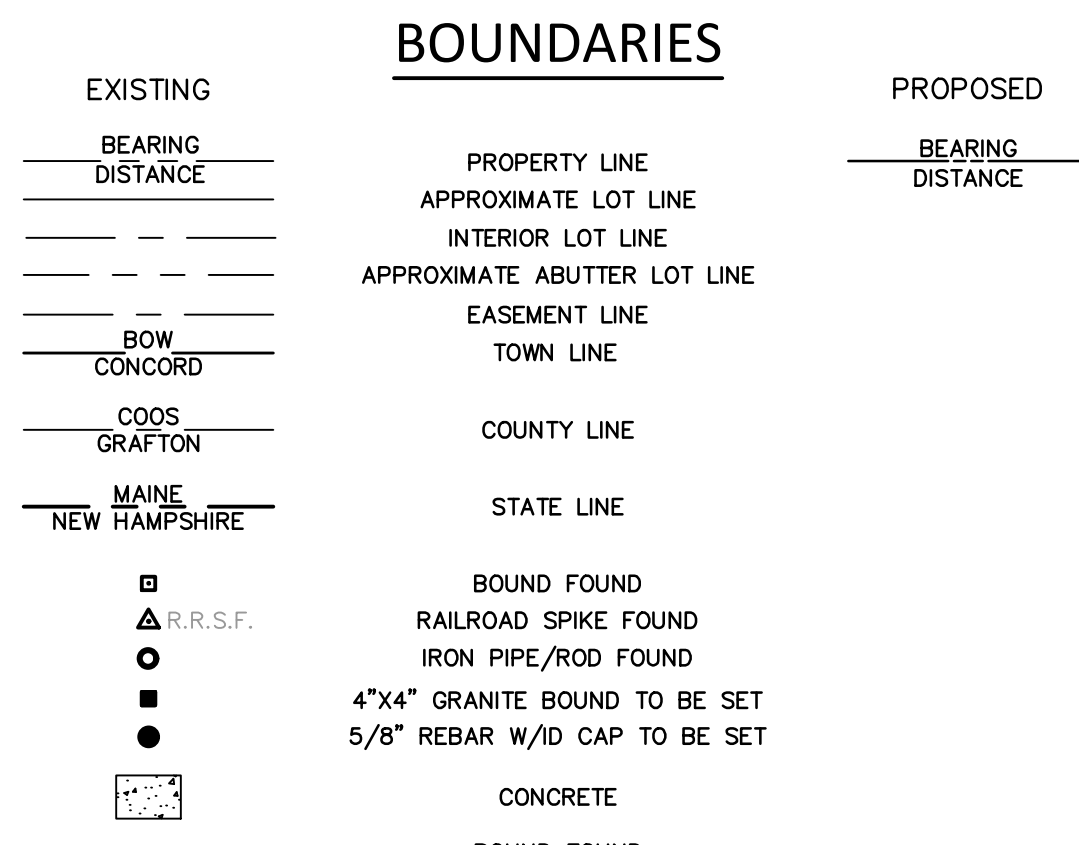 BOUNDARIES
EXISTING
PROPOSED
BEARING
DISTANCE
PROPERTY LINE
BEARING
DISTANCE
APPROXIMATE LOT LINE
INTERIOR LOT LINE
APPROXIMATE ABUTTER LOT LINE
EASEMENT LINE
BOW
CONCORD
TOWN LINE
COOS
GRAFTON
COUNTY LINE
MAINE
NEW HAMPSHIRE
STATE LINE
BOUND FOUND
R.R.S.F.
RAILROAD SPIKE FOUND
IRON PIPE/ROD FOUND
4"X4" GRANITE BOUND TO BE SET
5/8" REBAR W/ID CAP TO BE SET
CONCRETE